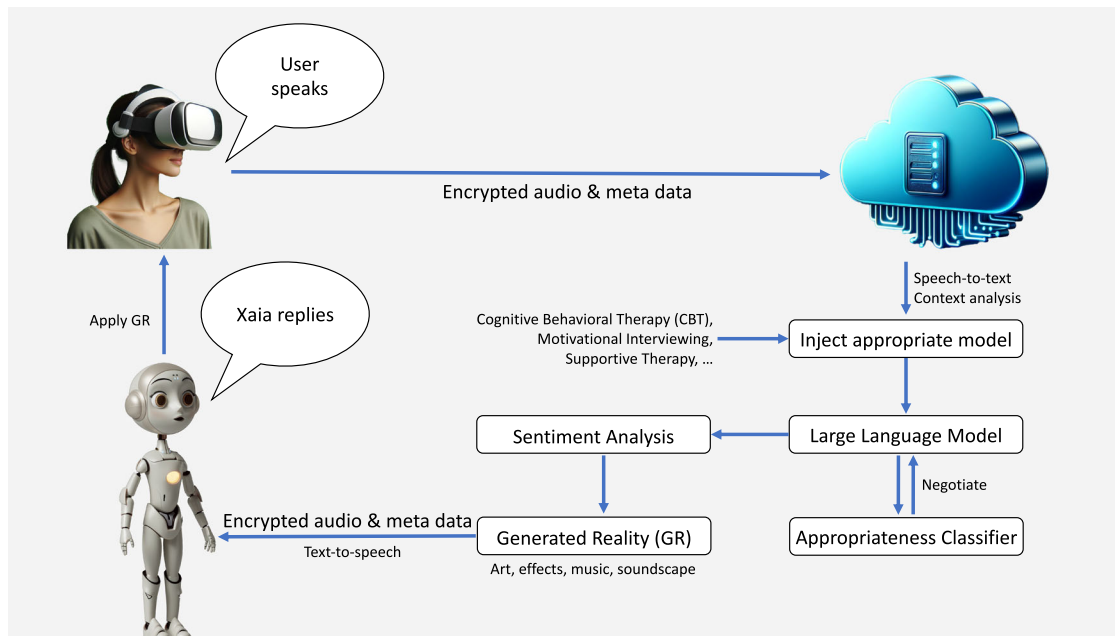 User
speaks
Encrypted audio & meta data
Speech-to-text
Context analysis
Apply GR
Xaia replies
Cognitive Behavioral Therapy (CBT),
Motivational Interviewing,
Supportive Therapy, ...
Inject appropriate model
Sentiment Analysis
Large Language Model
Negotiate
Encrypted audio & meta data
Text-to-speech
Generated Reality (GR)
Appropriateness Classifier
Art, effects, music, soundscape